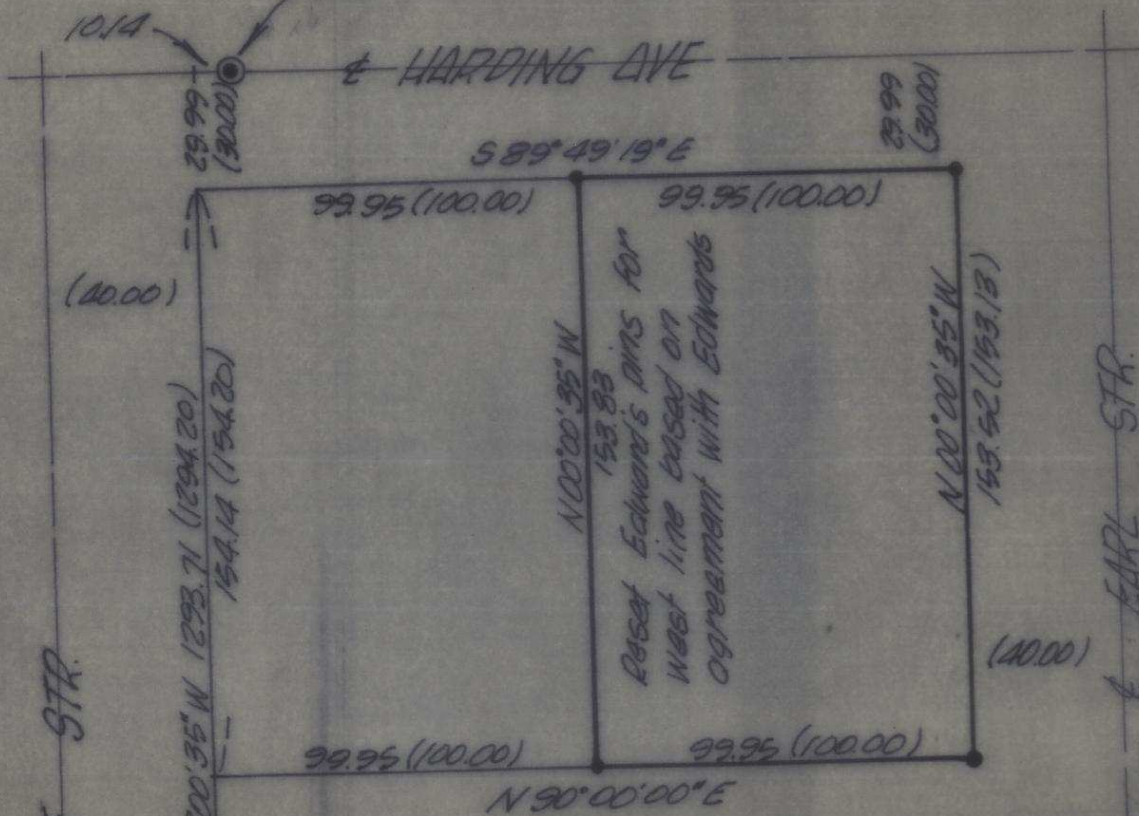 10.14
℄ HARDING AVE
29.99
(30.00)
29.99
(30.00)
S 89° 49' 19" E
99.95 (100.00)
99.95 (100.00)
(40.00)
N 00° 00' 35" W
153.83
Reset Edward's pins for
west line based on
agreement with Edwards
N 00° 00' 35" W
153.52 (153.13)
00' 35" W 1293.71 (1294.20)
154.14 (154.20)
STR.
℄ EARL STR.
(40.00)
99.95 (100.00)
99.95 (100.00)
N 90° 00' 00" E